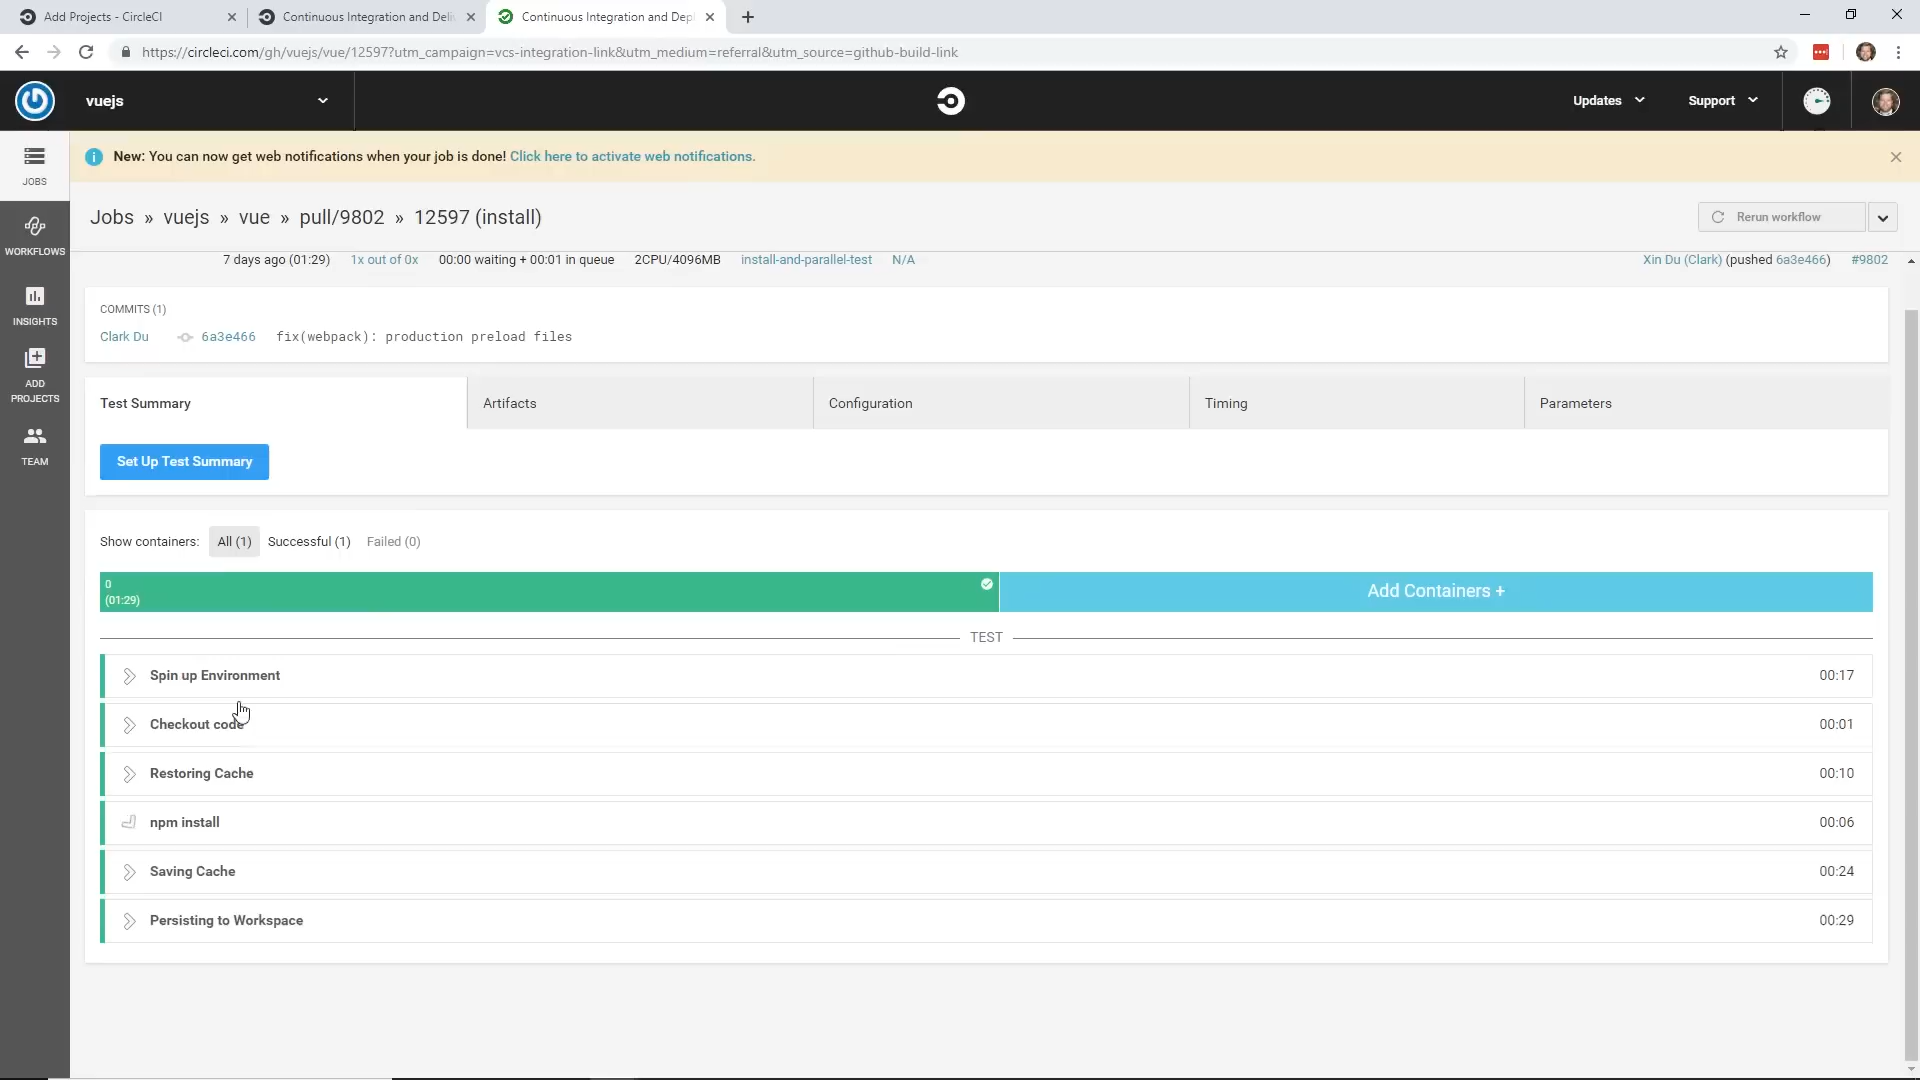 Add Projects - CircleCI
Continuous Integration and Deli
Continuous Integration and Dep
https://circleci.com/gh/vuejs/vue/12597?utm_campaign=vcs-integration-link&utm_medium=referral&utm_source=github-build-link
vuejs
Updates
Support
JOBS
New: You can now get web notifications when your job is done! Click here to activate web notifications.
WORKFLOWS
Jobs » vuejs » vue » pull/9802 » 12597 (install)
Rerun workflow
7 days ago (01:29) 1x out of 0x 00:00 waiting + 00:01 in queue 2CPU/4096MB install-and-parallel-test N/A
Xin Du (Clark) (pushed 6a3e466) #9802
INSIGHTS
COMMITS (1)
Clark Du 6a3e466 fix(webpack): production preload files
ADD
PROJECTS
TEAM
Test Summary
Artifacts
Configuration
Timing
Parameters
Set Up Test Summary
Show containers: All (1) Successful (1) Failed (0)
0
(01:29)
Add Containers +
TEST
Spin up Environment 00:17
Checkout code 00:01
Restoring Cache 00:10
npm install 00:06
Saving Cache 00:24
Persisting to Workspace 00:29